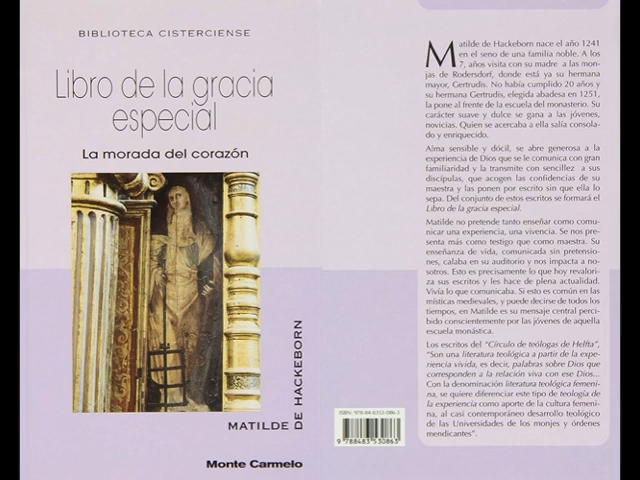 BIBLIOTECA CISTERCIENSE
Libro de la gracia
especial
La morada del corazón
MATILDE
DE HACKEBORN
Monte Carmelo
Matilde de Hackeborn nace el año 1241
en el seno de una familia noble. A los
7, años visita con su madre a las mon-
jas de Rodersdorf, donde está ya su hermana
mayor, Gertrudis. No había cumplido 20 años y
su hermana Gertrudis, elegida abadesa en 1251,
la pone al frente de la escuela del monasterio. Su
carácter suave y dulce se gana a las jóvenes,
novicias. Quien se acercaba a ella salía consola-
do y enriquecido.
Alma sensible y dócil, se abre generosa a la
experiencia de Dios que se le comunica con gran
familiaridad y la transmite con sencillez a sus
discípulas, que acogen las confidencias de su
maestra y las ponen por escrito sin que ella lo
sepa. Del conjunto de estos escritos se formará el
Libro de la gracia especial.
Matilde no pretende tanto enseñar como comu-
nicar una experiencia, una vivencia. Se nos pre-
senta más como testigo que como maestra. Su
enseñanza de vida, comunicada sin pretensio-
nes, calaba en su auditorio y nos impacta a no-
sotros. Esto es precisamente lo que hoy revalori-
za sus escritos y les hace de plena actualidad.
Vivía lo que comunicaba. Si esto es común en las
místicas medievales, y puede decirse de todos los
tiempos, en Matilde es su mensaje central perci-
bido conscientemente por las jóvenes de aquella
escuela monástica.
Los escritos del "Círculo de teólogas de Helfta",
"Son una literatura teológica a partir de la expe-
riencia vivida, es decir, palabras sobre Dios que
corresponden a la relación viva con ese Dios...
Con la denominación literatura teológica femeni-
na, se quiere diferenciar este tipo de teología de
la experiencia como aporte de la cultura femeni-
na, al casi contemporáneo desarrollo teológico
de las Universidades de los monjes y órdenes
mendicantes".
ISBN: 978-84-8353-086-3
9 788483 530863